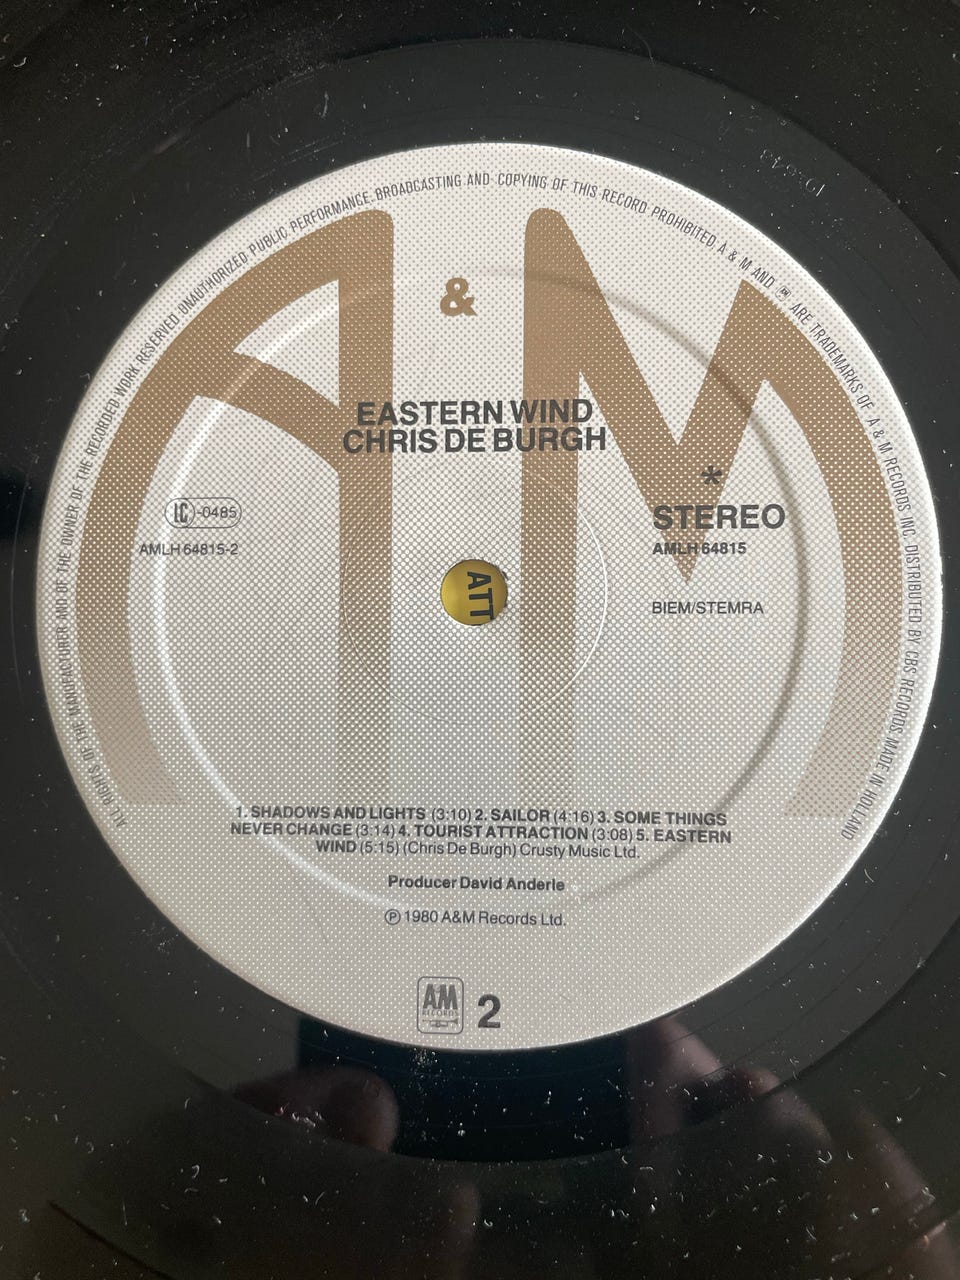 ALL RIGHTS OF THE MANUFACTURER AND OF THE OWNER OF THE RECORDED WORK RESERVED UNAUTHORIZED PUBLIC PERFORMANCE, BROADCASTING AND COPYING OF THIS RECORD PROHIBITED A & M AND ARE TRADEMARKS OF A & M RECORDS INC. DISTRIBUTED BY CBS RECORDS MADE IN HOLLAND
A & M
EASTERN WIND
CHRIS DE BURGH
*
LC-0485
STEREO
AMLH 64815-2
AMLH 64815
ATT
BIEM/STEMRA
1. SHADOWS AND LIGHTS (3:10) 2. SAILOR (4:16) 3. SOME THINGS
NEVER CHANGE (3:14) 4. TOURIST ATTRACTION (3:08) 5. EASTERN
WIND (5:15) (Chris De Burgh) Crusty Music Ltd.
Producer David Anderle
℗ 1980 A&M Records Ltd.
A&M
RECORDS
2